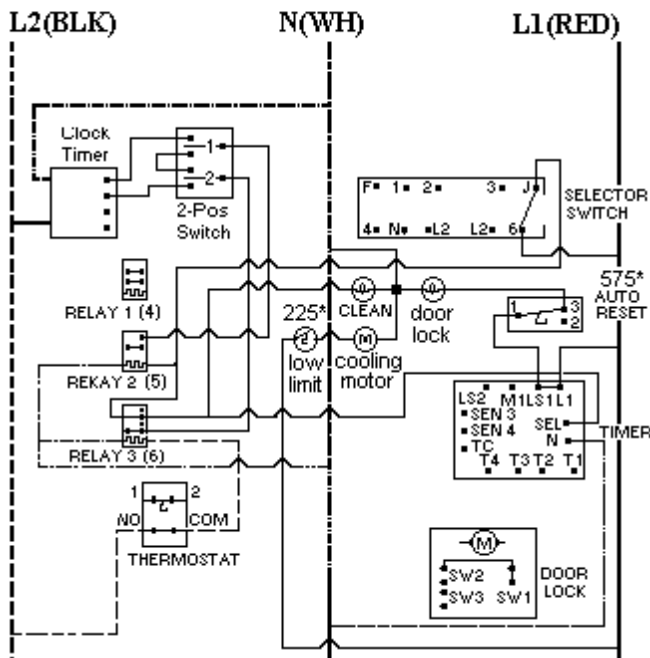 L2(BLK) N(WH) L1(RED)
Clock
Timer
1
2
2-Pos
Switch
F 1 2 3 J
4 N L2 L2 6
SELECTOR
SWITCH
RELAY 1 (4)
225*
CLEAN
door
lock
575*
AUTO
RESET
1 3
2
REKAY 2 (5)
low
limit
cooling
motor
LS2 M1 LS1 L1
SEN 3
SEN 4
TC
SEL
N
TIMER
T4 T3 T2 T1
RELAY 3 (6)
1 2
NO COM
THERMOSTAT
M
M
SW2
SW3 SW1
DOOR
LOCK